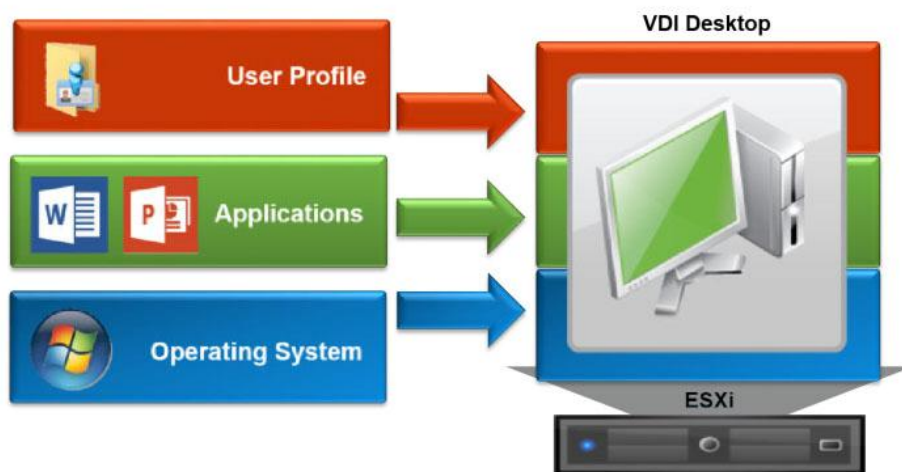 VDI Desktop
User Profile
W
P
Applications
Operating System
ESXi